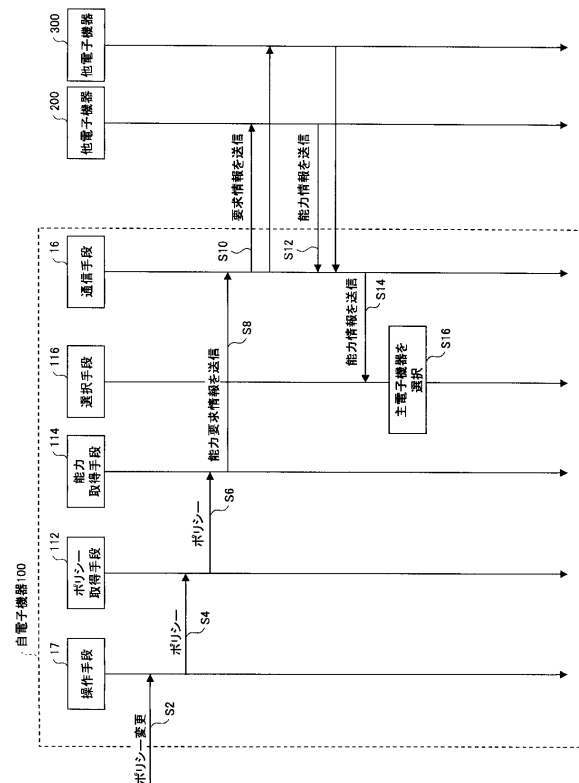 自電子機器100
17
操作手段
112
ポリシー
取得手段
114
能力
取得手段
116
選択手段
16
通信手段
200
他電子機器
300
他電子機器
ポリシー変更
S2
ポリシー
S4
ポリシー
S6
能力要求情報を送信
S8
要求情報を送信
S10
能力情報を送信
S12
能力情報を送信
S14
主電子機器を
選択
S16